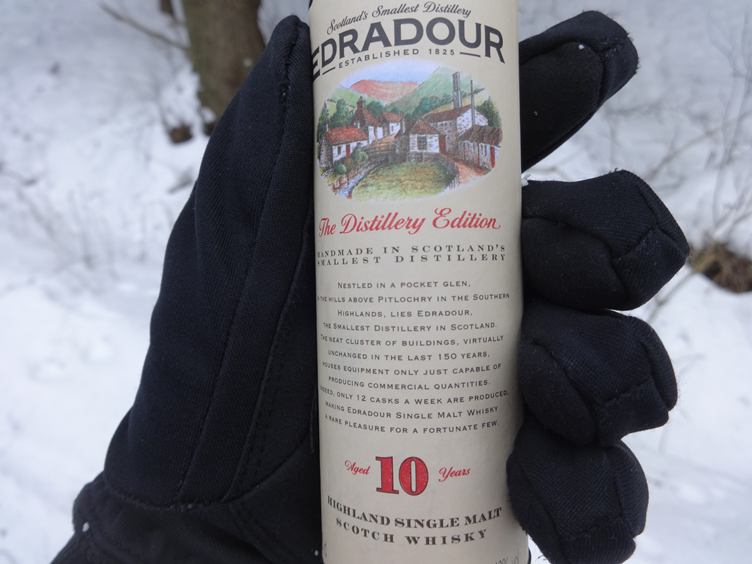 Scotland's Smallest Distillery
EDRADOUR
ESTABLISHED 1825
The Distillery Edition
HANDMADE IN SCOTLAND'S
SMALLEST DISTILLERY
NESTLED IN A POCKET GLEN,
THE HILLS ABOVE PITLOCHRY IN THE SOUTHERN
HIGHLANDS, LIES EDRADOUR,
THE SMALLEST DISTILLERY IN SCOTLAND.
THE NEAT CLUSTER OF BUILDINGS, VIRTUALLY
UNCHANGED IN THE LAST 150 YEARS,
HOUSES EQUIPMENT ONLY JUST CAPABLE OF
PRODUCING COMMERCIAL QUANTITIES.
INDEED, ONLY 12 CASKS A WEEK ARE PRODUCED,
MAKING EDRADOUR SINGLE MALT WHISKY
A RARE PLEASURE FOR A FORTUNATE FEW.
Aged 10 Years
HIGHLAND SINGLE MALT
SCOTCH WHISKY